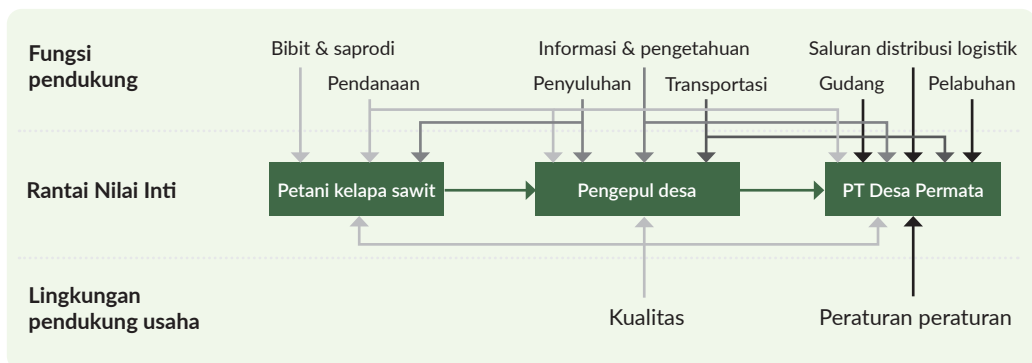 Fungsi
pendukung
Bibit & saprodi
Informasi & pengetahuan
Saluran distribusi logistik
Pendanaan
Penyuluhan
Transportasi
Gudang
Pelabuhan
Rantai Nilai Inti
Petani kelapa sawit
Pengepul desa
PT Desa Permata
Lingkungan
pendukung usaha
Kualitas
Peraturan peraturan